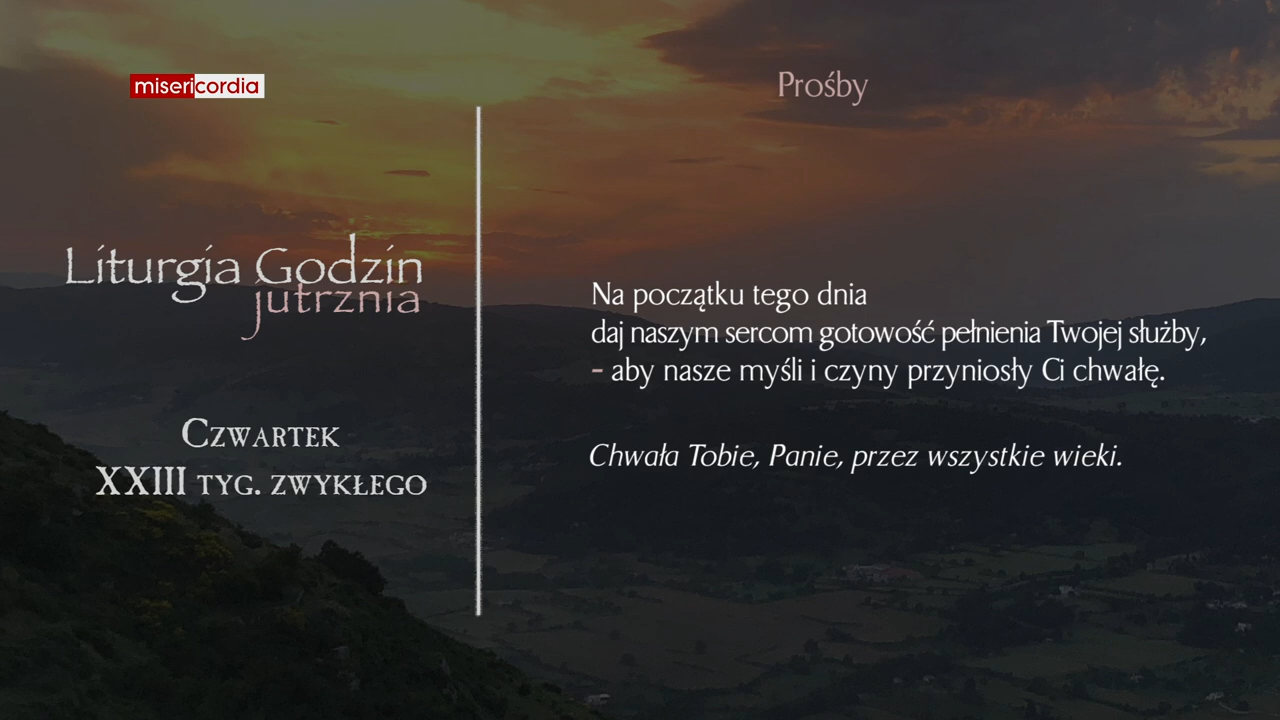 misericordia
Liturgia Godzin
jutrznia
Czwartek
XXIII tyg. zwykłego
Prośby
Na początku tego dnia
daj naszym sercom gotowość pełnienia Twojej służby,
- aby nasze myśli i czyny przyniosły Ci chwałę.
Chwała Tobie, Panie, przez wszystkie wieki.